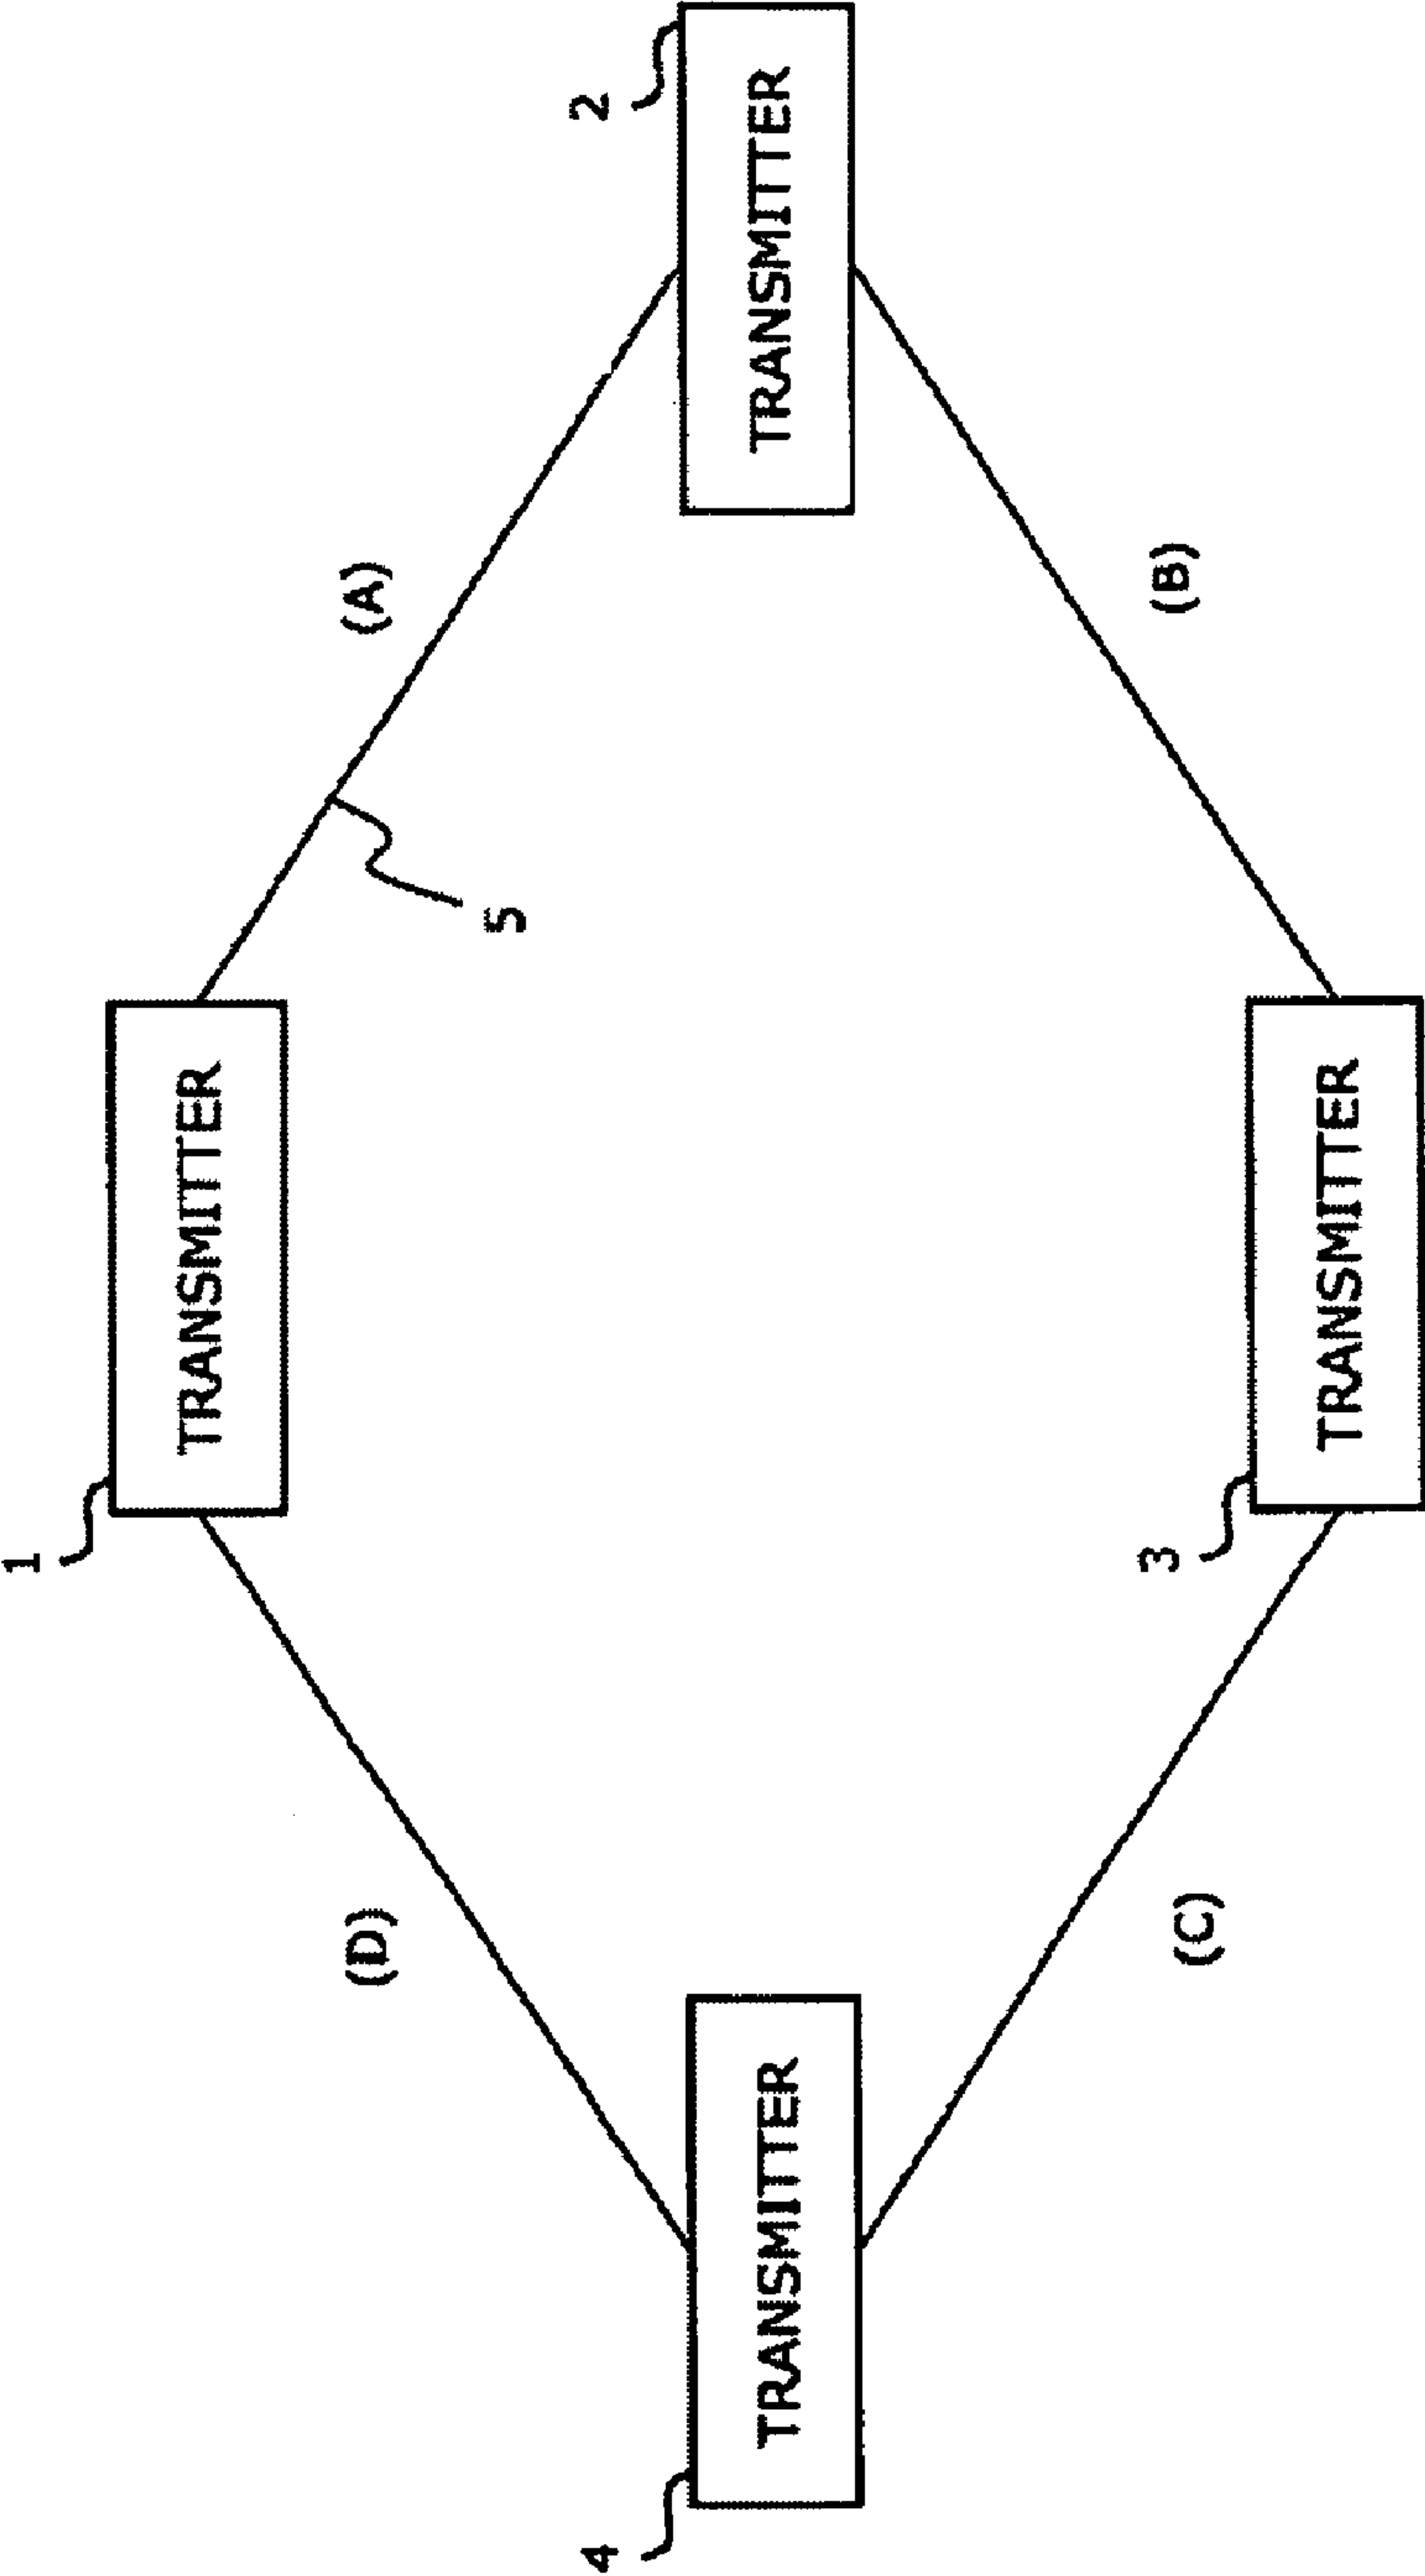 1
TRANSMITTER
(D)
(A)
5
4
TRANSMITTER
2
TRANSMITTER
(C)
(B)
3
TRANSMITTER